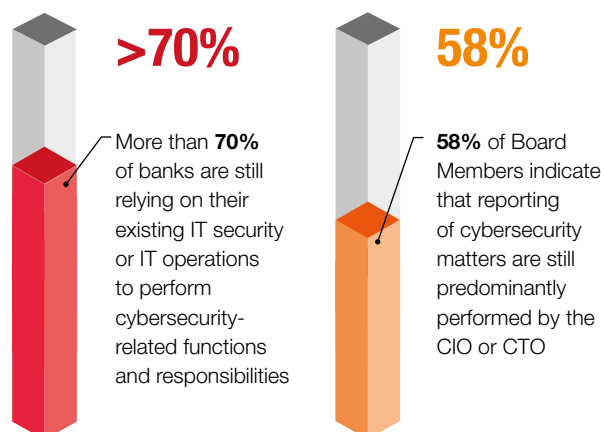 >70%
More than 70%
of banks are still
relying on their
existing IT security
or IT operations
to perform
cybersecurity-
related functions
and responsibilities
58%
58% of Board
Members indicate
that reporting
of cybersecurity
matters are still
predominantly
performed by the
CIO or CTO